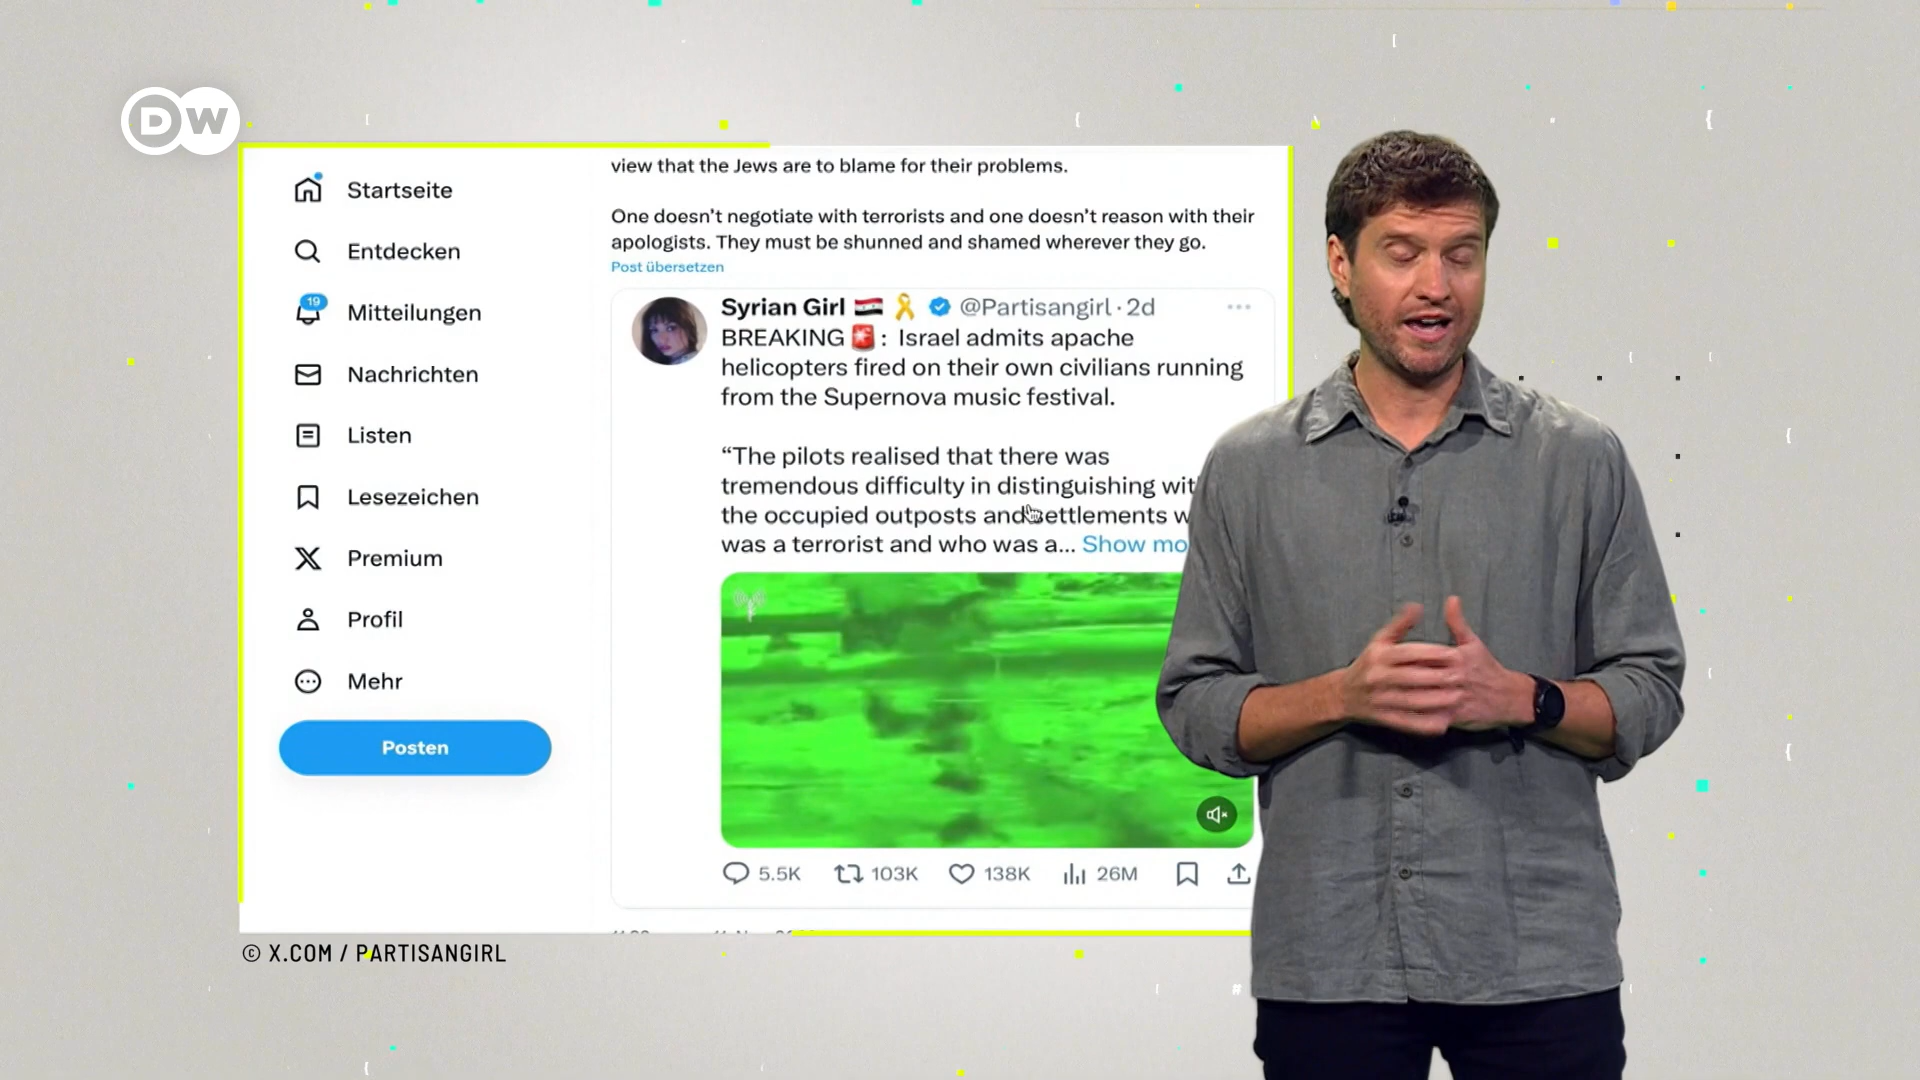 DW
view that the Jews are to blame for their problems.
One doesn't negotiate with terrorists and one doesn't reason with their
apologists. They must be shunned and shamed wherever they go.
Post übersetzen
Startseite
Entdecken
19
Mitteilungen
Nachrichten
Listen
Lesezeichen
Premium
Profil
Mehr
Posten
Syrian Girl @Partisangirl · 2d
BREAKING : Israel admits apache
helicopters fired on their own civilians running
from the Supernova music festival.
“The pilots realised that there was
tremendous difficulty in distinguishing
the occupied outposts and settlements
was a terrorist and who was a... Show
5.5K 103K 138K 26M
© X.COM / PARTISANGIRL